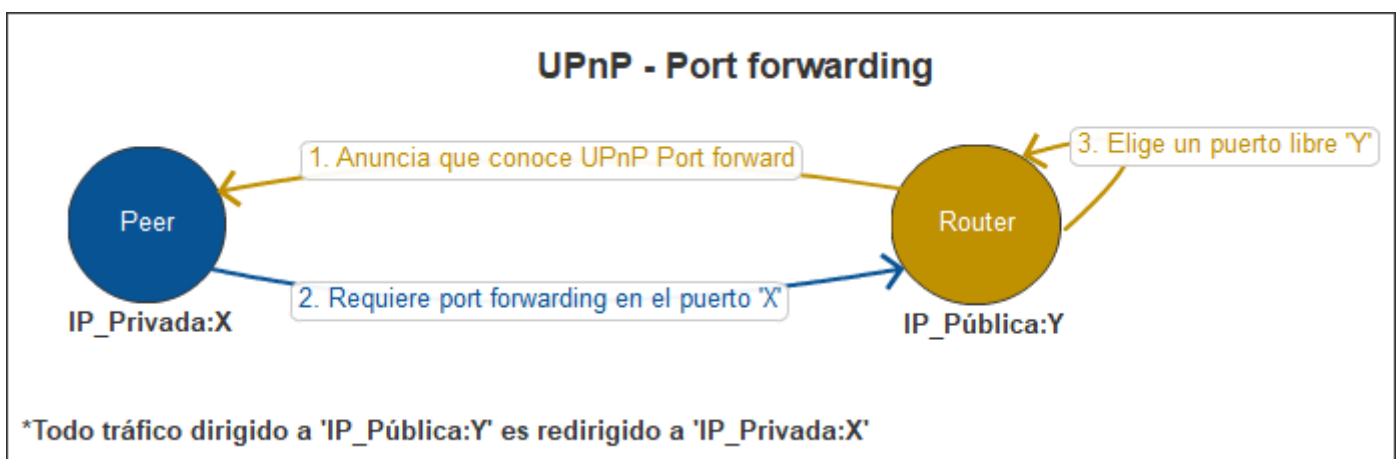 UPnP - Port forwarding
1. Anuncia que conoce UPnP Port forward
3. Elige un puerto libre 'Y'
Peer
Router
2. Requiere port forwarding en el puerto 'X'
IP_Privada:X
IP_Pública:Y
*Todo tráfico dirigido a 'IP_Pública:Y' es redirigido a 'IP_Privada:X'